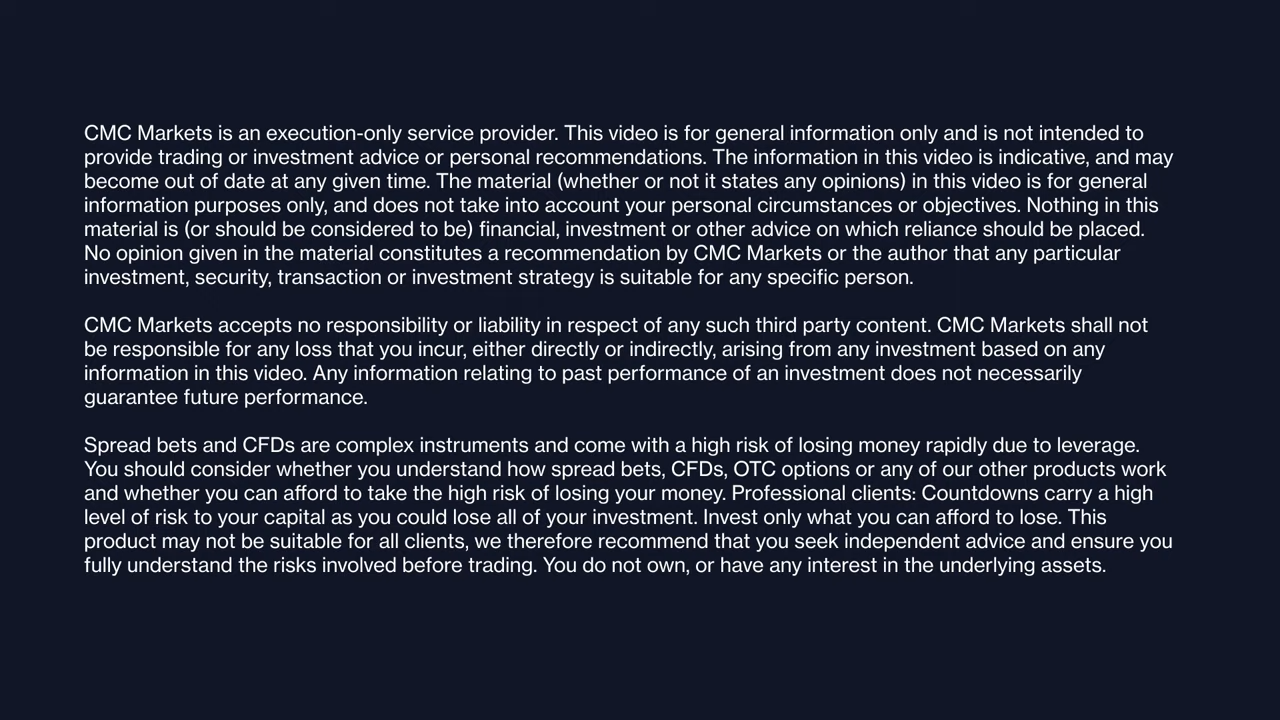 CMC Markets is an execution-only service provider. This video is for general information only and is not intended to
provide trading or investment advice or personal recommendations. The information in this video is indicative, and may
become out of date at any given time. The material (whether or not it states any opinions) in this video is for general
information purposes only, and does not take into account your personal circumstances or objectives. Nothing in this
material is (or should be considered to be) financial, investment or other advice on which reliance should be placed.
No opinion given in the material constitutes a recommendation by CMC Markets or the author that any particular
investment, security, transaction or investment strategy is suitable for any specific person.
CMC Markets accepts no responsibility or liability in respect of any such third party content. CMC Markets shall not
be responsible for any loss that you incur, either directly or indirectly, arising from any investment based on any
information in this video. Any information relating to past performance of an investment does not necessarily
guarantee future performance.
Spread bets and CFDs are complex instruments and come with a high risk of losing money rapidly due to leverage.
You should consider whether you understand how spread bets, CFDs, OTC options or any of our other products work
and whether you can afford to take the high risk of losing your money. Professional clients: Countdowns carry a high
level of risk to your capital as you could lose all of your investment. Invest only what you can afford to lose. This
product may not be suitable for all clients, we therefore recommend that you seek independent advice and ensure you
fully understand the risks involved before trading. You do not own, or have any interest in the underlying assets.